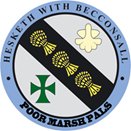 HESKETH WITH BECCONSALL
POOR MARSH PALS